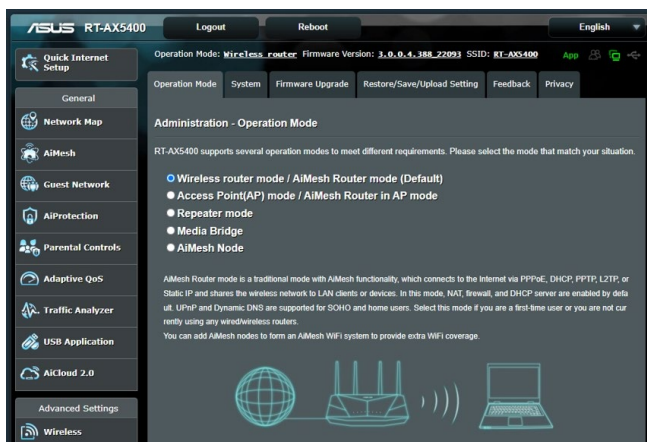 ASUS RT-AX5400 Logout Reboot English
Quick Internet Setup
General
Network Map
AiMesh
Guest Network
AiProtection
Parental Controls
Adaptive QoS
Traffic Analyzer
USB Application
AiCloud 2.0
Advanced Settings
Wireless
Operation Mode: Wireless router Firmware Version: 3.0.0.4.388_22093 SSID: RT-AX5400 App
Operation Mode System Firmware Upgrade Restore/Save/Upload Setting Feedback Privacy
Administration - Operation Mode
RT-AX5400 supports several operation modes to meet different requirements. Please select the mode that match your situation.
Wireless router mode / AiMesh Router mode (Default)
Access Point(AP) mode / AiMesh Router in AP mode
Repeater mode
Media Bridge
AiMesh Node
AiMesh Router mode is a traditional mode with AiMesh functionality, which connects to the Internet via PPPoE, DHCP, PPTP, L2TP, or
Static IP and shares the wireless network to LAN clients or devices. In this mode, NAT, firewall, and DHCP server are enabled by defa
ult. UPnP and Dynamic DNS are supported for SOHO and home users. Select this mode if you are a first-time user or you are not cur
rently using any wired/wireless routers.
You can add AiMesh nodes to form an AiMesh WiFi system to provide extra WiFi coverage.